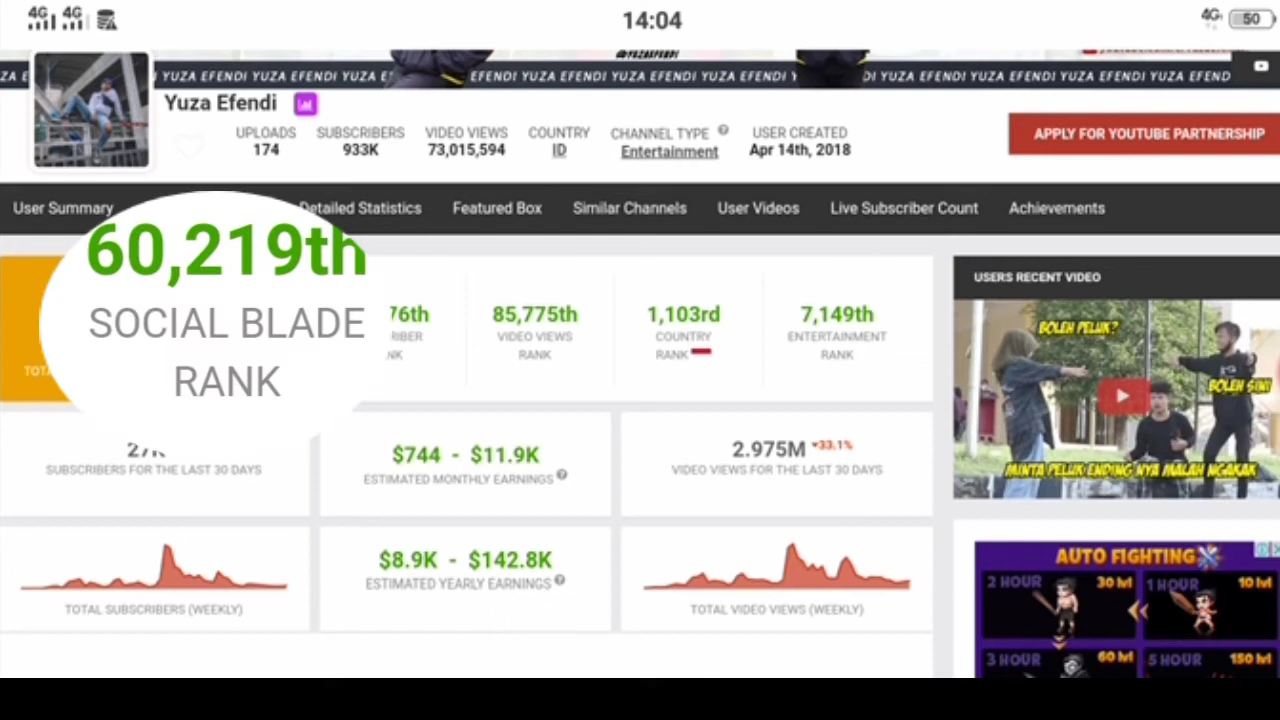 4G 4G
14:04
4G 50
@YUZAEFENDI
YUZA EFENDI YUZA EFENDI YUZA EFENDI YUZA EFENDI YUZA EFENDI YUZA EFENDI YUZA EFENDI YUZA EFEND
Yuza Efendi
UPLOADS
174
SUBSCRIBERS
933K
VIDEO VIEWS
73,015,594
COUNTRY
ID
CHANNEL TYPE
Entertainment
USER CREATED
Apr 14th, 2018
APPLY FOR YOUTUBE PARTNERSHIP
User Summary
Detailed Statistics
Featured Box
Similar Channels
User Videos
Live Subscriber Count
Achievements
60,219th
SOCIAL BLADE
RANK
76th
85,775th
VIDEO VIEWS
RANK
1,103rd
COUNTRY
RANK
7,149th
ENTERTAINMENT
RANK
SUBSCRIBERS FOR THE LAST 30 DAYS
$744 - $11.9K
ESTIMATED MONTHLY EARNINGS
2.975M 33.1%
VIDEO VIEWS FOR THE LAST 30 DAYS
TOTAL SUBSCRIBERS (WEEKLY)
$8.9K - $142.8K
ESTIMATED YEARLY EARNINGS
TOTAL VIDEO VIEWS (WEEKLY)
USERS RECENT VIDEO
BOLEH PELUK?
BOLEH SINI
MINTA PELUK ENDING NYA MALAH NGAKAK
AUTO FIGHTING
2 HOUR 30 lvl
1 HOUR 10 lvl
3 HOUR 60 lvl
5 HOUR 150 lvl